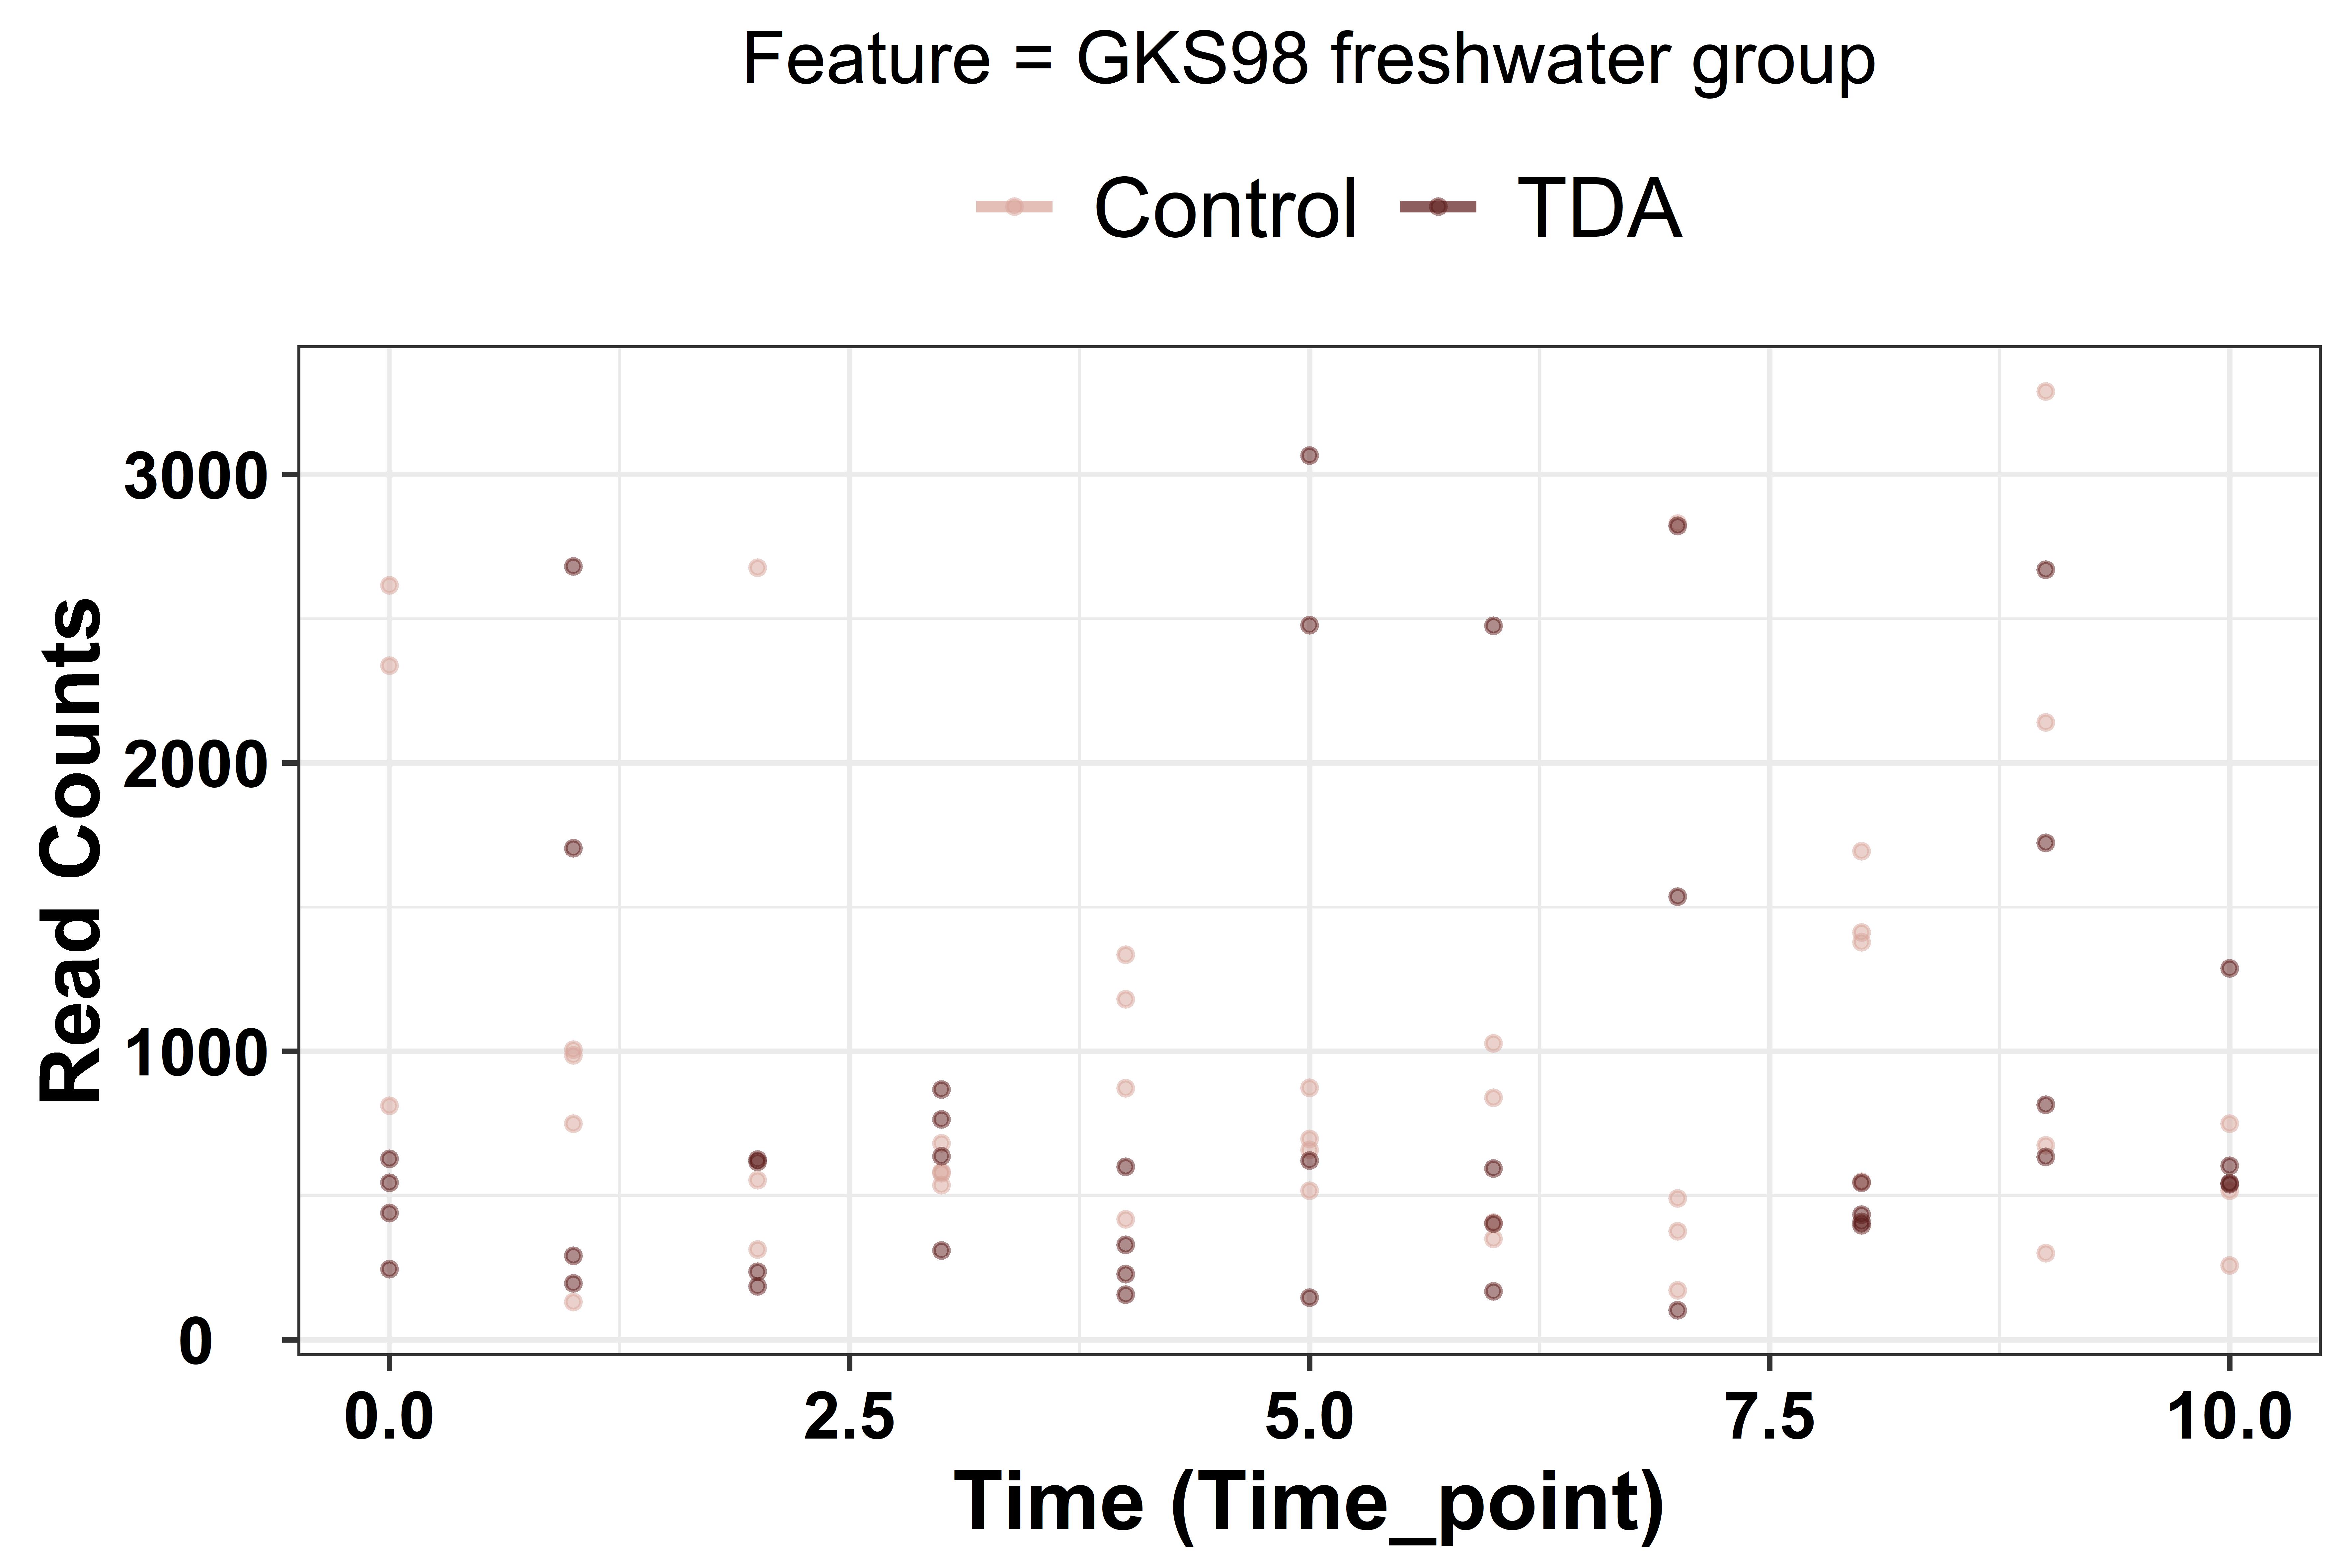 Feature = GKS98 freshwater group
Control TDA
Read Counts
3000
2000
1000
0
0.0 2.5 5.0 7.5 10.0
Time (Time_point)